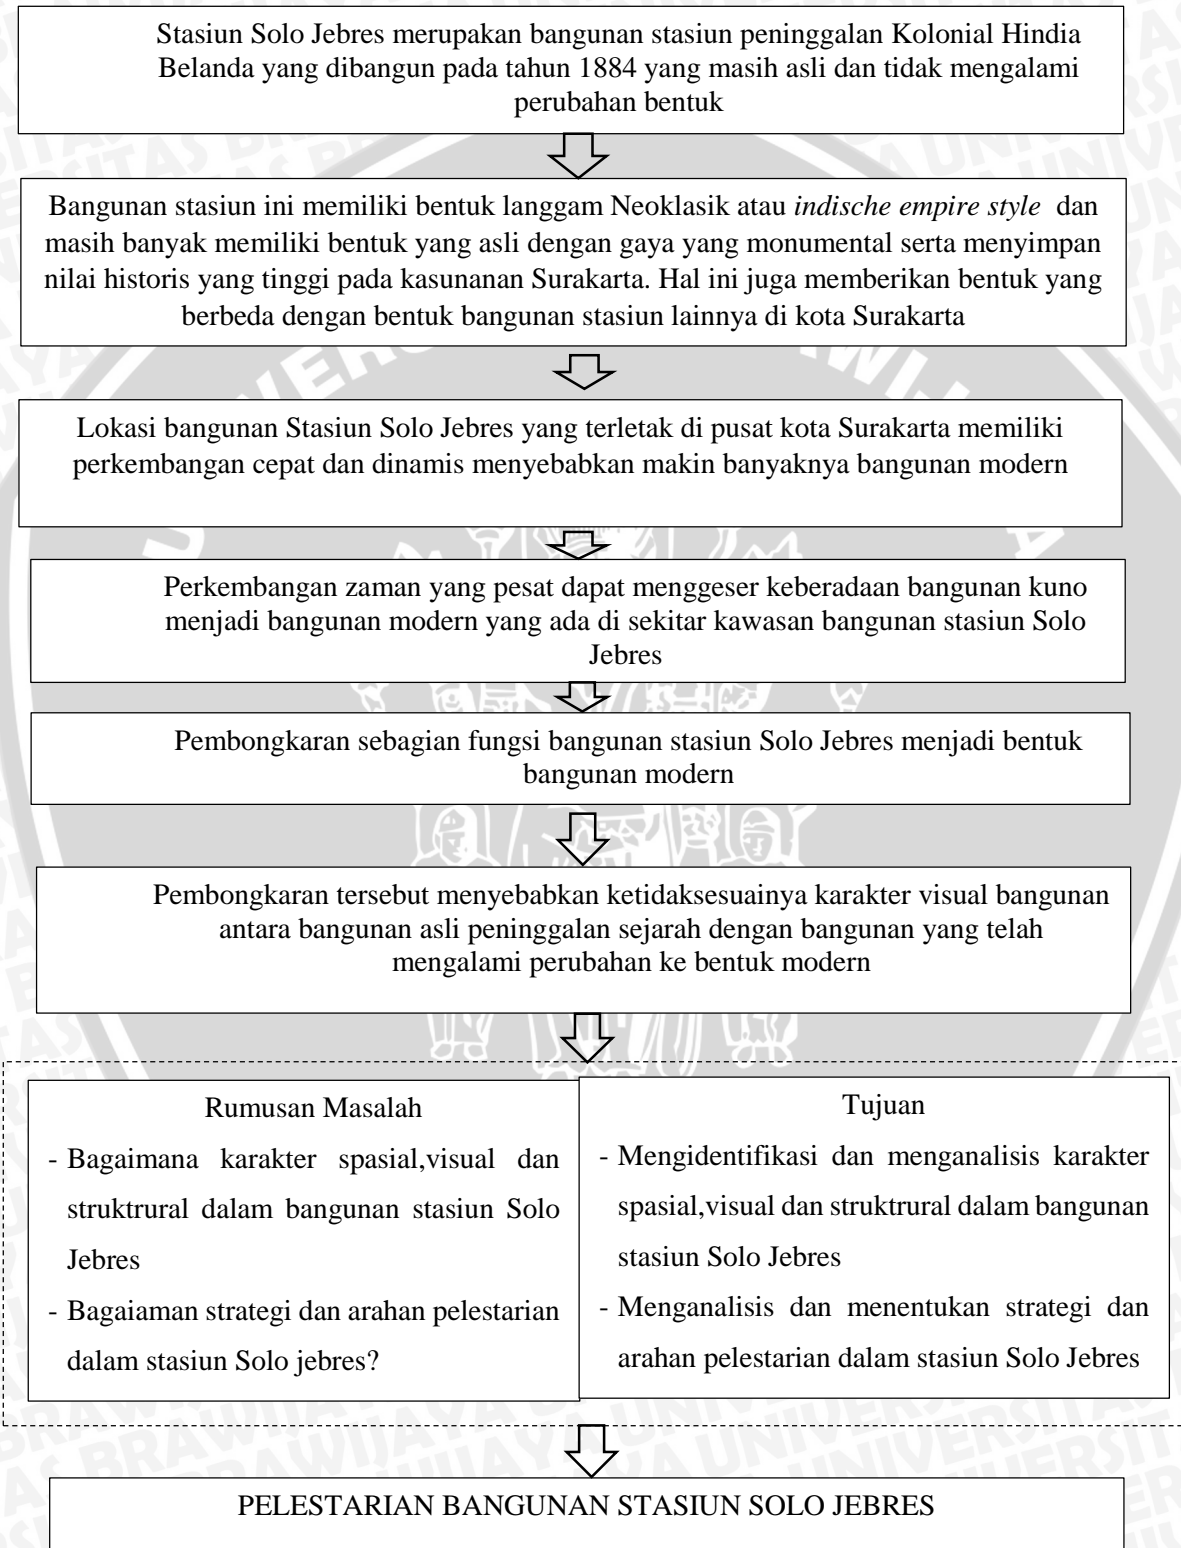 Stasiun Solo Jebres merupakan bangunan stasiun peninggalan Kolonial Hindia
Belanda yang dibangun pada tahun 1884 yang masih asli dan tidak mengalami
perubahan bentuk
Bangunan stasiun ini memiliki bentuk langgam Neoklasik atau indische empire style dan
masih banyak memiliki bentuk yang asli dengan gaya yang monumental serta menyimpan
nilai historis yang tinggi pada kasunanan Surakarta. Hal ini juga memberikan bentuk yang
berbeda dengan bentuk bangunan stasiun lainnya di kota Surakarta
Lokasi bangunan Stasiun Solo Jebres yang terletak di pusat kota Surakarta memiliki
perkembangan cepat dan dinamis menyebabkan makin banyaknya bangunan modern
Perkembangan zaman yang pesat dapat menggeser keberadaan bangunan kuno
menjadi bangunan modern yang ada di sekitar kawasan bangunan stasiun Solo
Jebres
Pembongkaran sebagian fungsi bangunan stasiun Solo Jebres menjadi bentuk
bangunan modern
Pembongkaran tersebut menyebabkan ketidaksesuainya karakter visual bangunan
antara bangunan asli peninggalan sejarah dengan bangunan yang telah
mengalami perubahan ke bentuk modern
Rumusan Masalah
- Bagaimana karakter spasial,visual dan
struktrural dalam bangunan stasiun Solo
Jebres
- Bagaiaman strategi dan arahan pelestarian
dalam stasiun Solo jebres?
Tujuan
- Mengidentifikasi dan menganalisis karakter
spasial,visual dan struktrural dalam bangunan
stasiun Solo Jebres
- Menganalisis dan menentukan strategi dan
arahan pelestarian dalam stasiun Solo Jebres
PELESTARIAN BANGUNAN STASIUN SOLO JEBRES